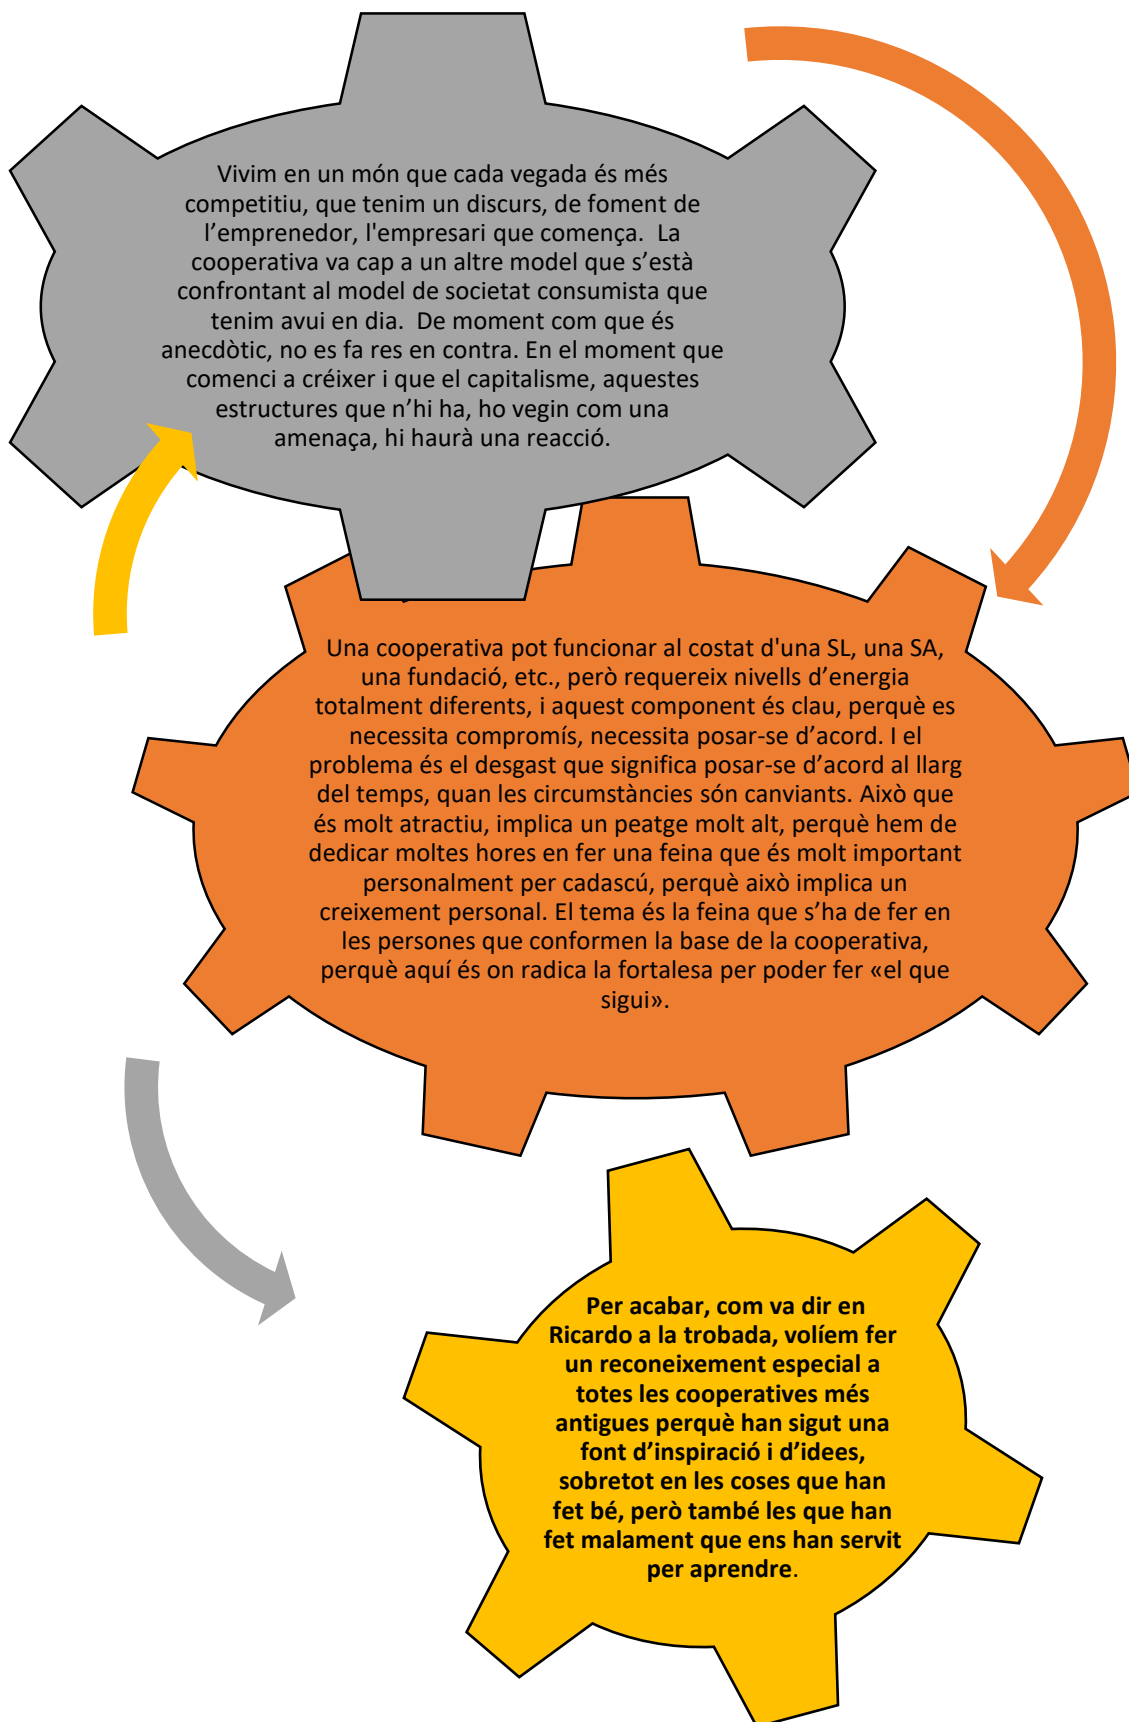 Vivim en un món que cada vegada és més
competitiu, que tenim un discurs, de foment de
l’emprenedor, l'empresari que comença.  La
cooperativa va cap a un altre model que s’està
confrontant al model de societat consumista que
tenim avui en dia.  De moment com que és
anecdòtic, no es fa res en contra. En el moment que
comenci a créixer i que el capitalisme, aquestes
estructures que n’hi ha, ho vegin com una
amenaça, hi haurà una reacció.
Una cooperativa pot funcionar al costat d'una SL, una SA,
una fundació, etc., però requereix nivells d’energia
totalment diferents, i aquest component és clau, perquè es
necessita compromís, necessita posar-se d’acord. I el
problema és el desgast que significa posar-se d’acord al llarg
del temps, quan les circumstàncies són canviants. Això que
és molt atractiu, implica un peatge molt alt, perquè hem de
dedicar moltes hores en fer una feina que és molt important
personalment per cadascú, perquè això implica un
creixement personal. El tema és la feina que s’ha de fer en
les persones que conformen la base de la cooperativa,
perquè aquí és on radica la fortalesa per poder fer «el que
sigui».
Per acabar, com va dir en
Ricardo a la trobada, volíem fer
un reconeixement especial a
totes les cooperatives més
antigues perquè han sigut una
font d’inspiració i d’idees,
sobretot en les coses que han
fet bé, però també les que han
fet malament que ens han servit
per aprendre.